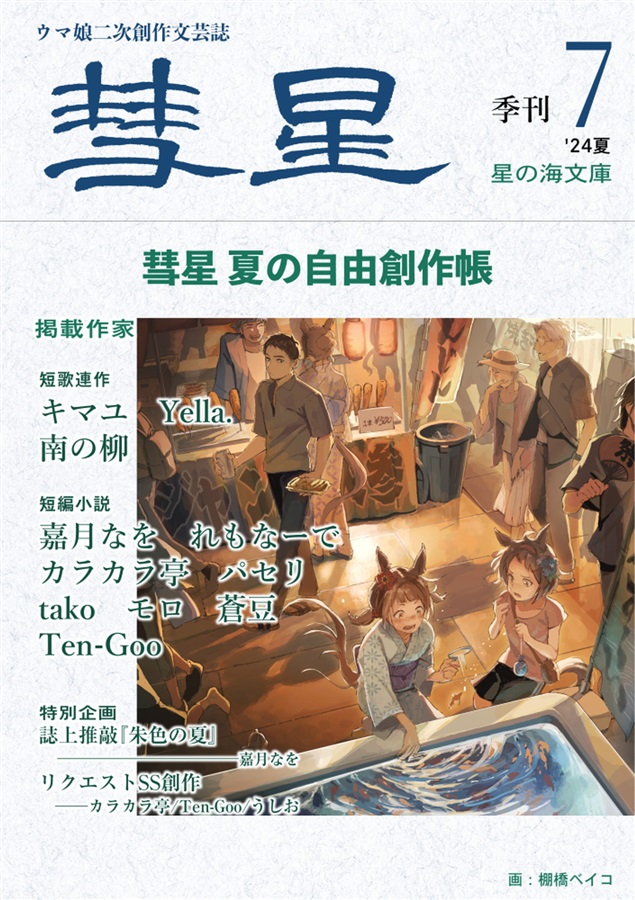 ウマ娘二次創作文芸誌
彗星
季刊 7
'24夏
星の海文庫
彗星 夏の自由創作帳
掲載作家
短歌連作
キマユ Yella.
南の柳
短編小説
嘉月なを れもなーで
カラカラ亭 パセリ
tako モロ 蒼豆
Ten-Goo
特別企画
誌上推敲『朱色の夏』
――――――――――嘉月なを
リクエストSS創作
――カラカラ亭/Ten-Goo/うしお
画:棚橋ベイコ